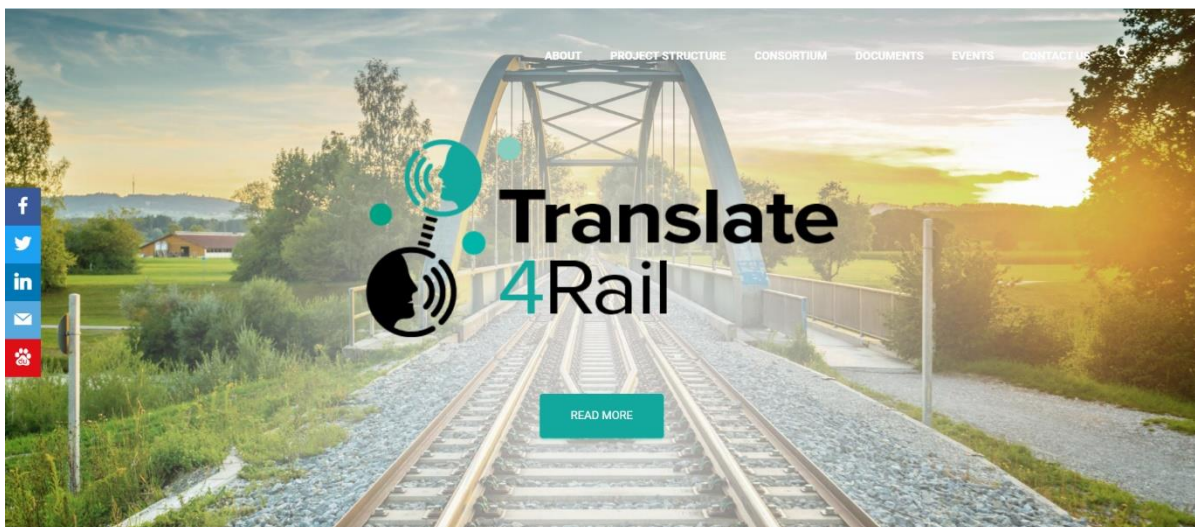 ABOUT PROJECT STRUCTURE CONSORTIUM DOCUMENTS EVENTS CONTACT US
Translate
4Rail
READ MORE